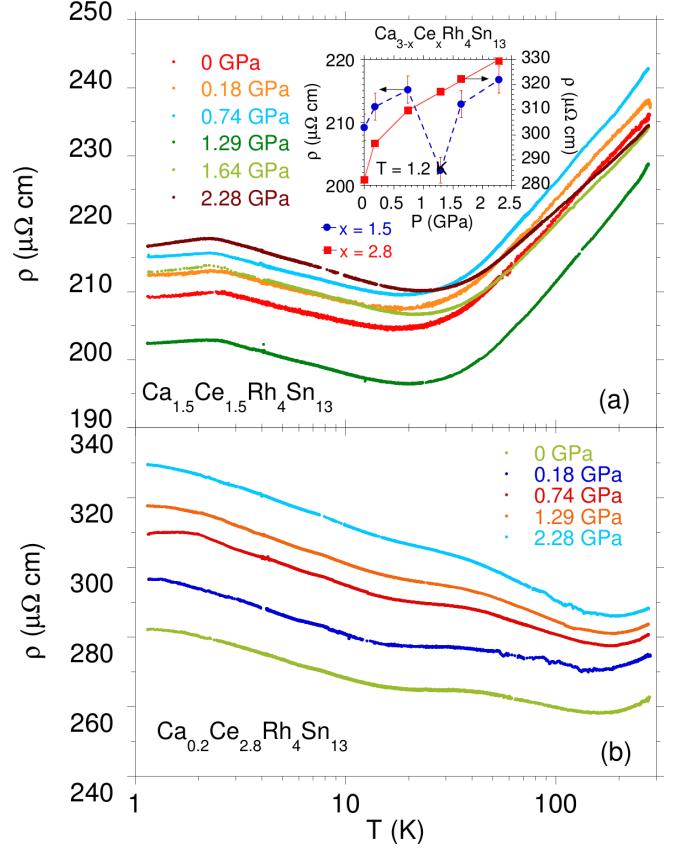 Ca3-xCexRh4Sn13
250
240
230
220
210
200
190
ρ (μΩ cm)
0 GPa
0.18 GPa
0.74 GPa
1.29 GPa
1.64 GPa
2.28 GPa
220
210
200
ρ (μΩ cm)
330
320
310
300
290
280
ρ (μΩ cm)
T = 1.2 K
0 0.5 1 1.5 2 2.5
P (GPa)
x = 1.5
x = 2.8
Ca1.5Ce1.5Rh4Sn13
(a)
340
320
300
280
260
240
ρ (μΩ cm)
0 GPa
0.18 GPa
0.74 GPa
1.29 GPa
2.28 GPa
Ca0.2Ce2.8Rh4Sn13
(b)
1 10 100
T (K)